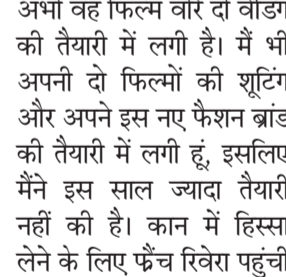 अभी वह फिल्म वीरे दी वेडिंग
की तैयारी में लगी है। मैं भी
अपनी दो फिल्मों की शूटिंग
और अपने इस नए फैशन ब्रांड
की तैयारी में लगी हूं, इसलिए
मैंने इस साल ज्यादा तैयारी
नहीं की है। कान में हिस्सा
लेने के लिए फ्रैंच रिवेरा पहुंची